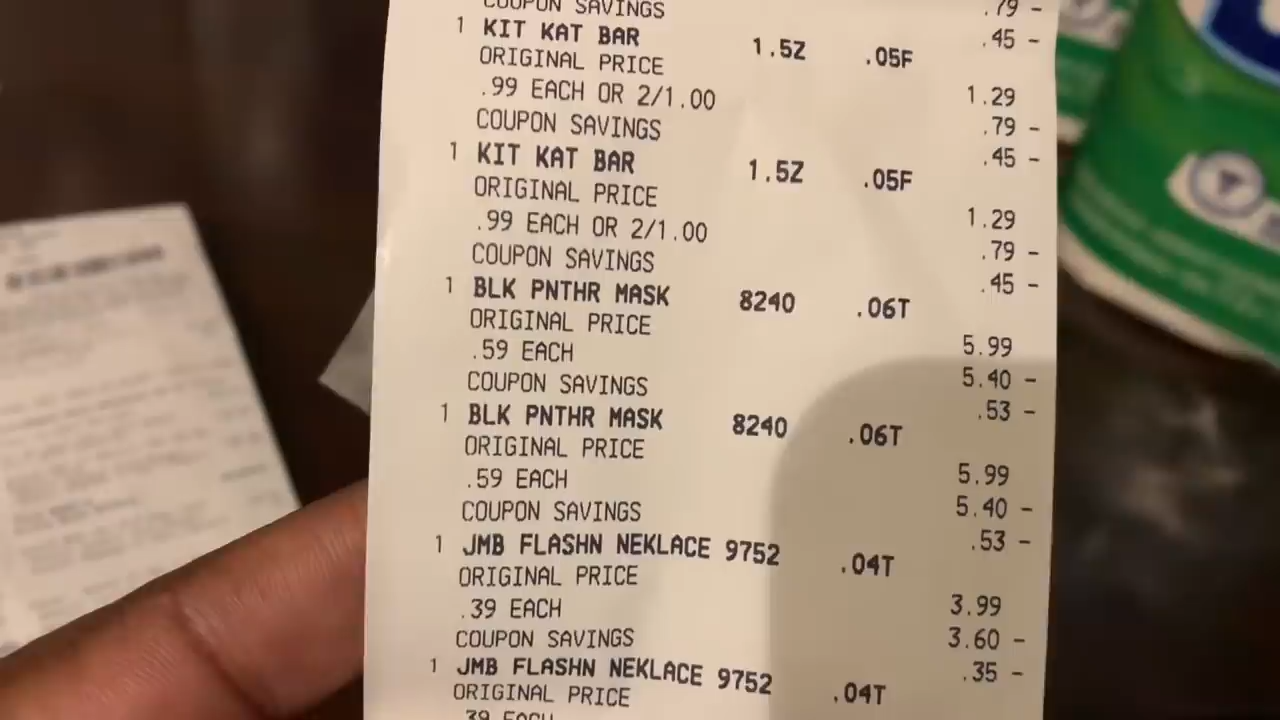 COUPON SAVINGS .79 -
1 KIT KAT BAR 1.5Z .05F .45 -
ORIGINAL PRICE
.99 EACH OR 2/1.00 1.29
COUPON SAVINGS .79 -
1 KIT KAT BAR 1.5Z .05F .45 -
ORIGINAL PRICE
.99 EACH OR 2/1.00 1.29
COUPON SAVINGS .79 -
1 BLK PNTHR MASK 8240 .06T .45 -
ORIGINAL PRICE
.59 EACH 5.99
COUPON SAVINGS 5.40 -
1 BLK PNTHR MASK 8240 .06T .53 -
ORIGINAL PRICE
.59 EACH 5.99
COUPON SAVINGS 5.40 -
1 JMB FLASHN NEKLACE 9752 .04T .53 -
ORIGINAL PRICE
.39 EACH 3.99
COUPON SAVINGS 3.60 -
1 JMB FLASHN NEKLACE 9752 .04T .35 -
ORIGINAL PRICE
.39 EACH